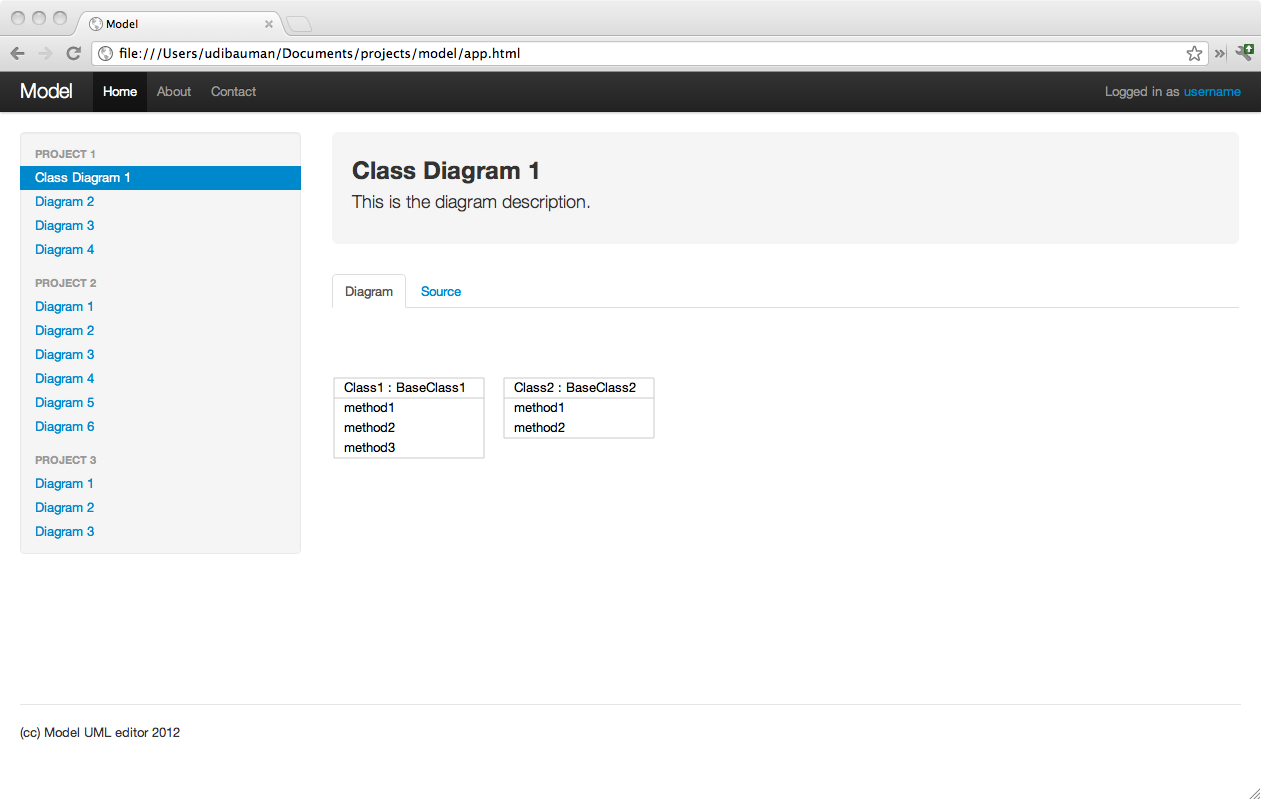 Model
file:///Users/udibauman/Documents/projects/model/app.html
Model Home About Contact Logged in as username
PROJECT 1
Class Diagram 1
Diagram 2
Diagram 3
Diagram 4
PROJECT 2
Diagram 1
Diagram 2
Diagram 3
Diagram 4
Diagram 5
Diagram 6
PROJECT 3
Diagram 1
Diagram 2
Diagram 3
Class Diagram 1
This is the diagram description.
Diagram Source
Class1 : BaseClass1
method1
method2
method3
Class2 : BaseClass2
method1
method2
(cc) Model UML editor 2012